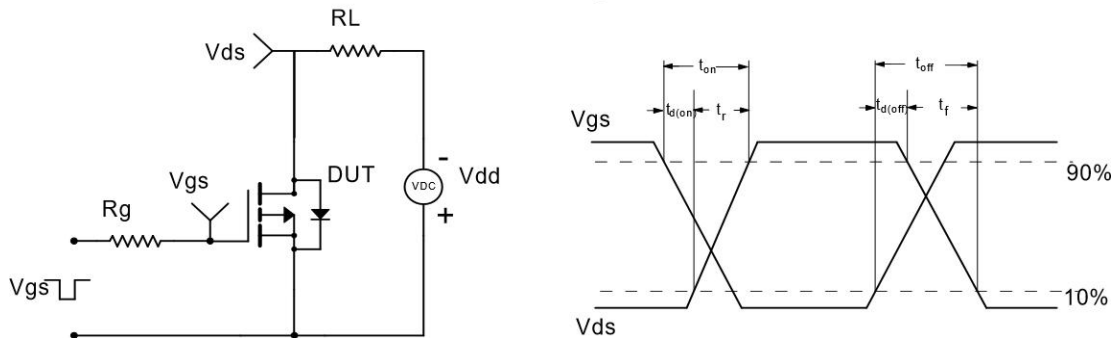 RL
Vds
-
VDC
Vdd
+
DUT
Vgs
Rg
Vgs
ton
toff
td(on)
tr
td(off)
tf
Vgs
90%
10%
Vds